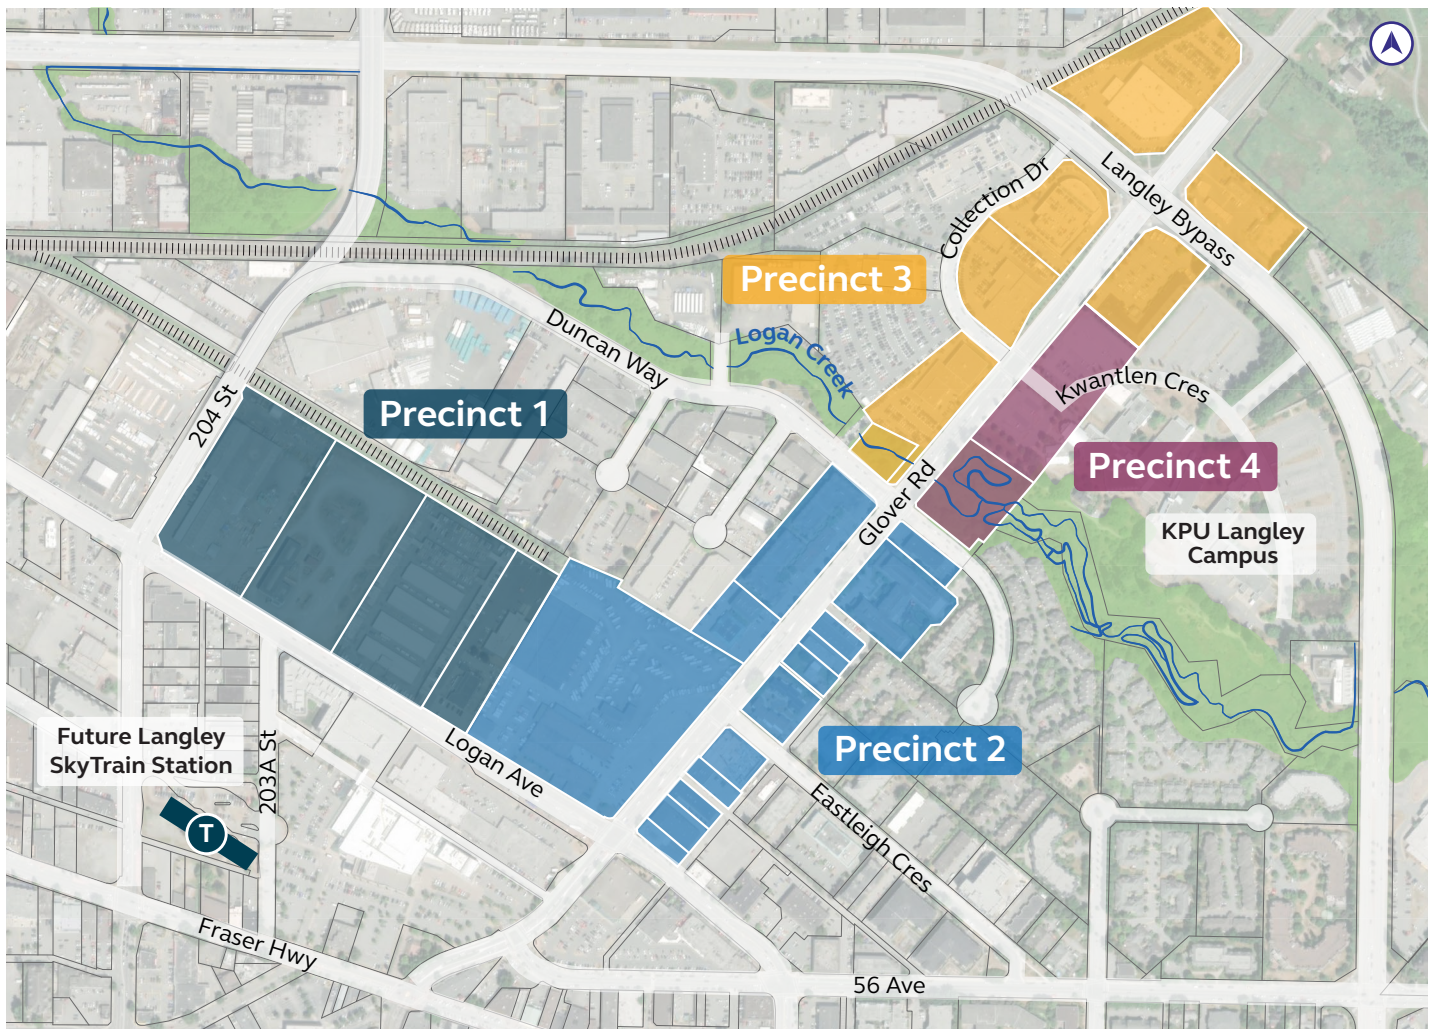 Collection Dr
Langley Bypass
Precinct 3
Logan Creek
Duncan Way
204 St
Precinct 1
Kwantlen Cres
Precinct 4
Glover Rd
KPU Langley
Campus
Future Langley
SkyTrain Station
203A St
T
Logan Ave
Precinct 2
Eastleigh Cres
Fraser Hwy
56 Ave